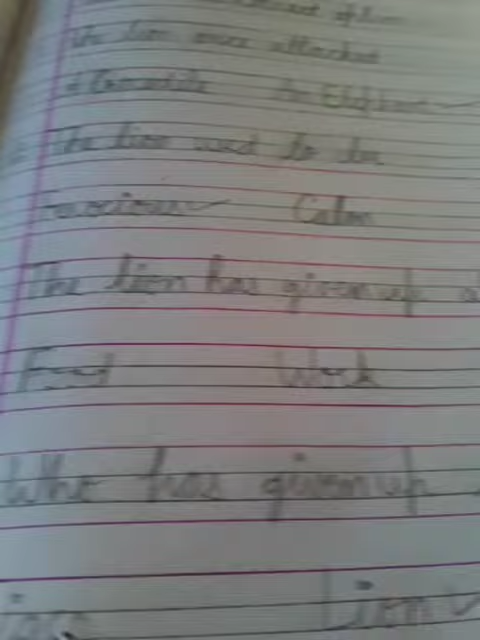 the lion once attacked
A Crocodile An Elephant
The lion used to be
Ferocious Calm
The lion has given up
Food Work
Who has given up
Lion